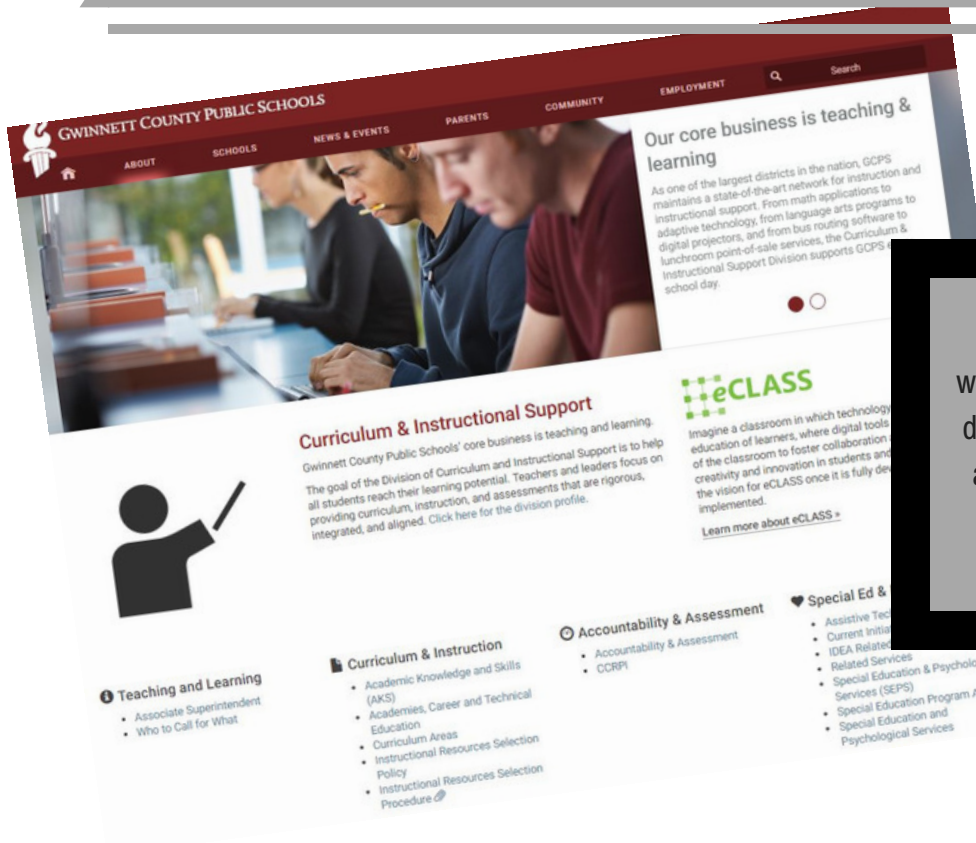 GWINNETT COUNTY PUBLIC SCHOOLS
ABOUT
SCHOOLS
NEWS & EVENTS
PARENTS
COMMUNITY
EMPLOYMENT
Search
Our core business is teaching &
learning
As one of the largest districts in the nation, GCPS
maintains a state-of-the-art network for instruction and
instructional support. From math applications to
adaptive technology, from language arts programs to
digital projectors, and from bus routing software to
lunchroom point-of-sale services, the Curriculum &
Instructional Support Division supports GCPS e
school day.
Curriculum & Instructional Support
Gwinnett County Public Schools' core business is teaching and learning.
The goal of the Division of Curriculum and Instructional Support is to help
all students reach their learning potential. Teachers and leaders focus on
providing curriculum, instruction, and assessments that are rigorous,
integrated, and aligned. Click here for the division profile.
eCLASS
Imagine a classroom in which technology
education of learners, where digital tools
of the classroom to foster collaboration
creativity and innovation in students and
the vision for eCLASS once it is fully dev
implemented.
Learn more about eCLASS »
w
d
a
Teaching and Learning
• Associate Superintendent
• Who to Call for What
Curriculum & Instruction
• Academic Knowledge and Skills
(AKS)
• Academies, Career and Technical
Education
• Curriculum Areas
• Instructional Resources Selection
Policy
• Instructional Resources Selection
Procedure
Accountability & Assessment
• Accountability & Assessment
• CCRPI
Special Ed &
• Assistive Tec
• Current Initia
• IDEA Related
• Related Services
• Special Education & Psycholo
Services (SEPS)
• Special Education Program A
• Special Education and
Psychological Services